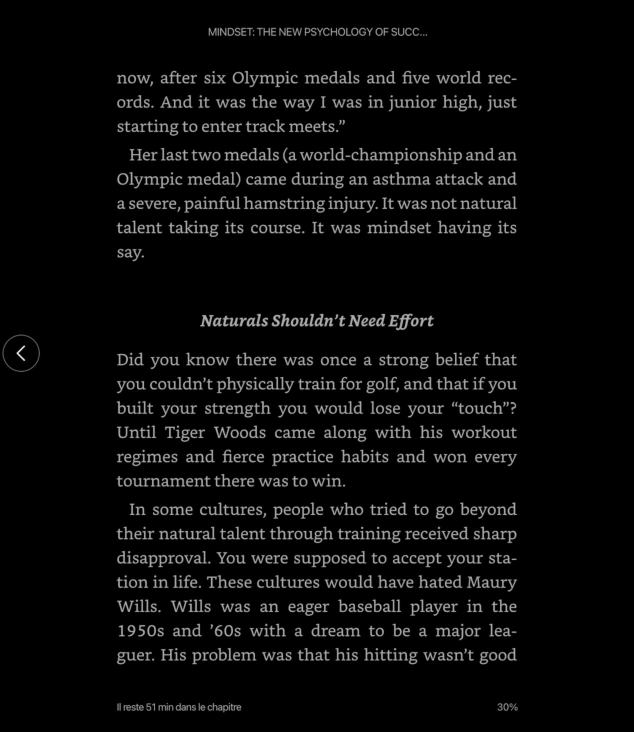 MINDSET: THE NEW PSYCHOLOGY OF SUCC...
now, after six Olympic medals and five world rec-
ords. And it was the way I was in junior high, just
starting to enter track meets.”
Her last two medals (a world-championship and an
Olympic medal) came during an asthma attack and
a severe, painful hamstring injury. It was not natural
talent taking its course. It was mindset having its
say.
Naturals Shouldn’t Need Effort
Did you know there was once a strong belief that
you couldn’t physically train for golf, and that if you
built your strength you would lose your “touch”?
Until Tiger Woods came along with his workout
regimes and fierce practice habits and won every
tournament there was to win.
In some cultures, people who tried to go beyond
their natural talent through training received sharp
disapproval. You were supposed to accept your sta-
tion in life. These cultures would have hated Maury
Wills. Wills was an eager baseball player in the
1950s and ’60s with a dream to be a major lea-
guer. His problem was that his hitting wasn’t good
Il reste 51 min dans le chapitre
30%